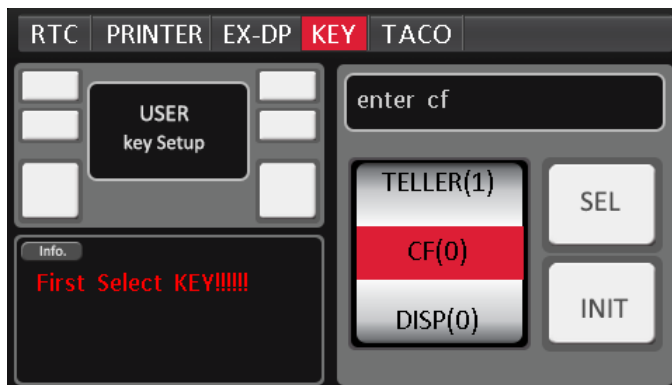 RTC PRINTER EX-DP KEY TACO
USER
key Setup
Info.
First Select KEY!!!!!!
enter cf
TELLER(1)
CF(0)
DISP(0)
SEL
INIT